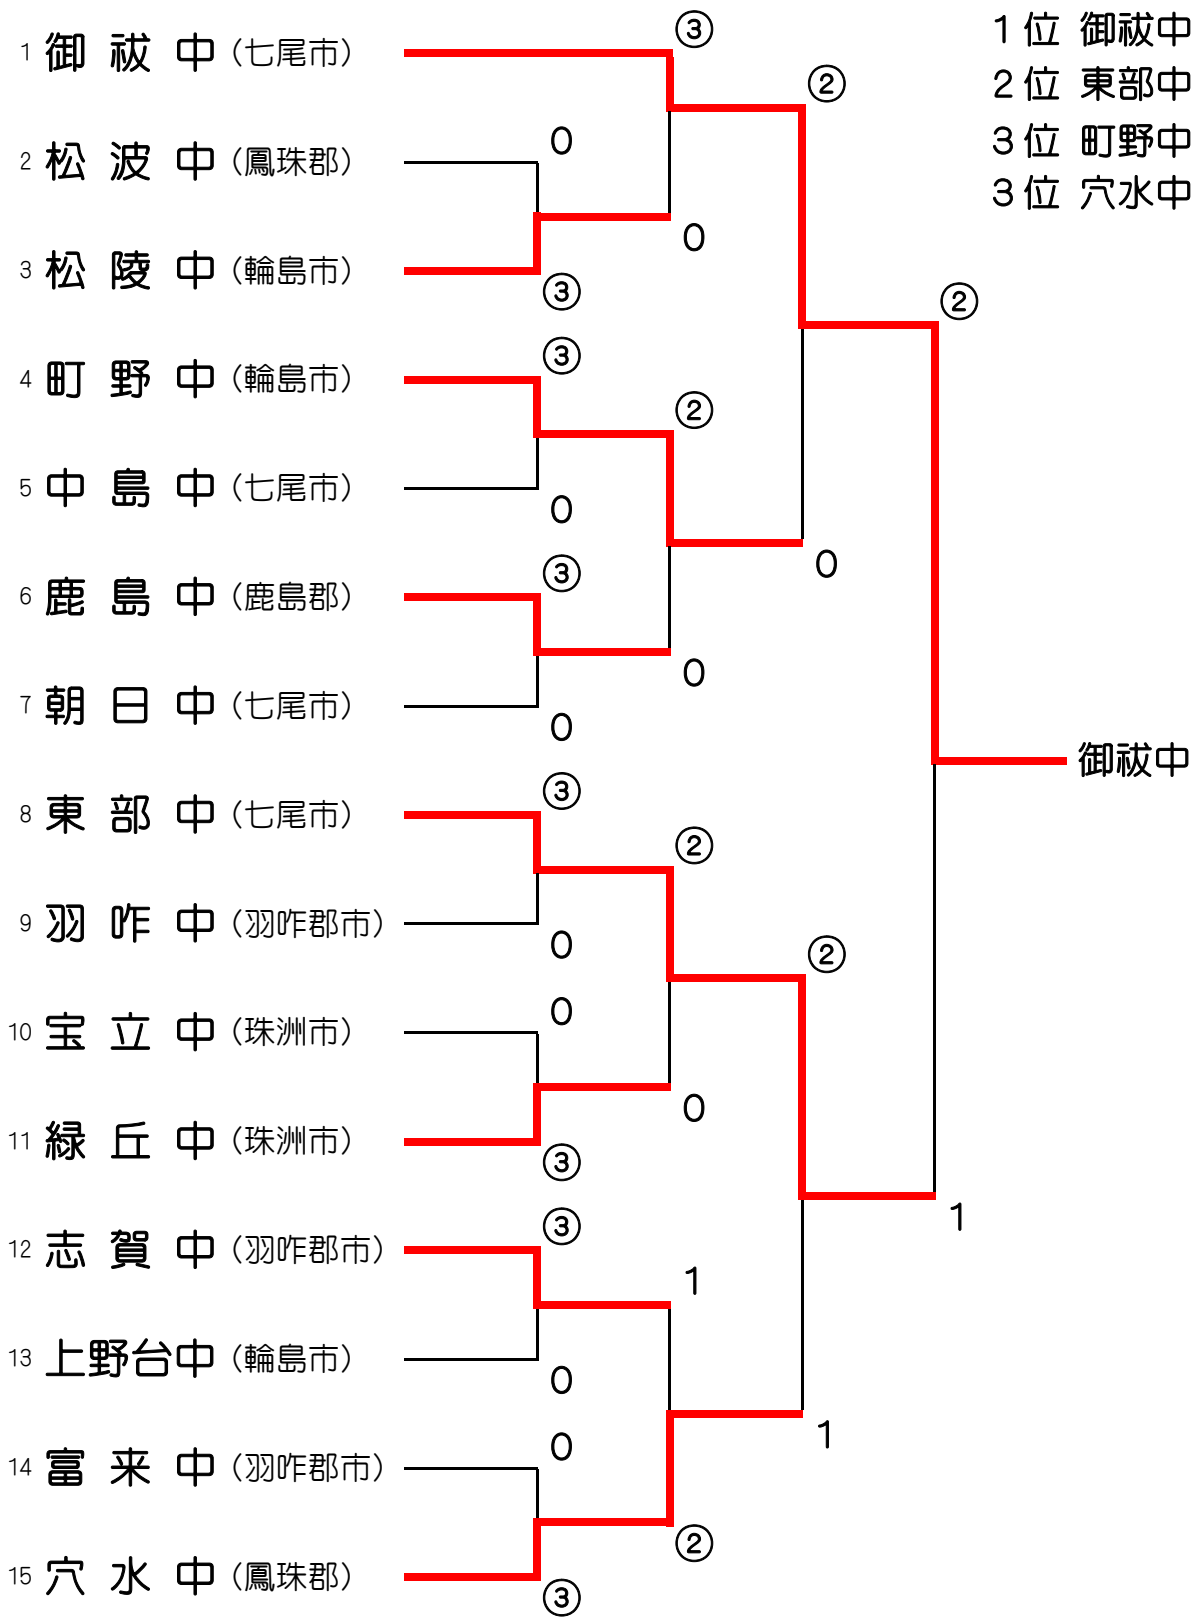 1 御祓中（七尾市）
2 松波中（鳳珠郡）
3 松陵中（輪島市）
4 町野中（輪島市）
5 中島中（七尾市）
6 鹿島中（鹿島郡）
7 朝日中（七尾市）
8 東部中（七尾市）
9 羽咋中（羽咋郡市）
10 宝立中（珠洲市）
11 緑丘中（珠洲市）
12 志賀中（羽咋郡市）
13 上野台中（輪島市）
14 富来中（羽咋郡市）
15 穴水中（鳳珠郡）
0
③
③
0
③
0
③
0
0
③
③
0
0
③
③
0
②
0
②
0
1
②
②
0
②
1
②
1
御祓中
1位 御祓中
2位 東部中
3位 町野中
3位 穴水中